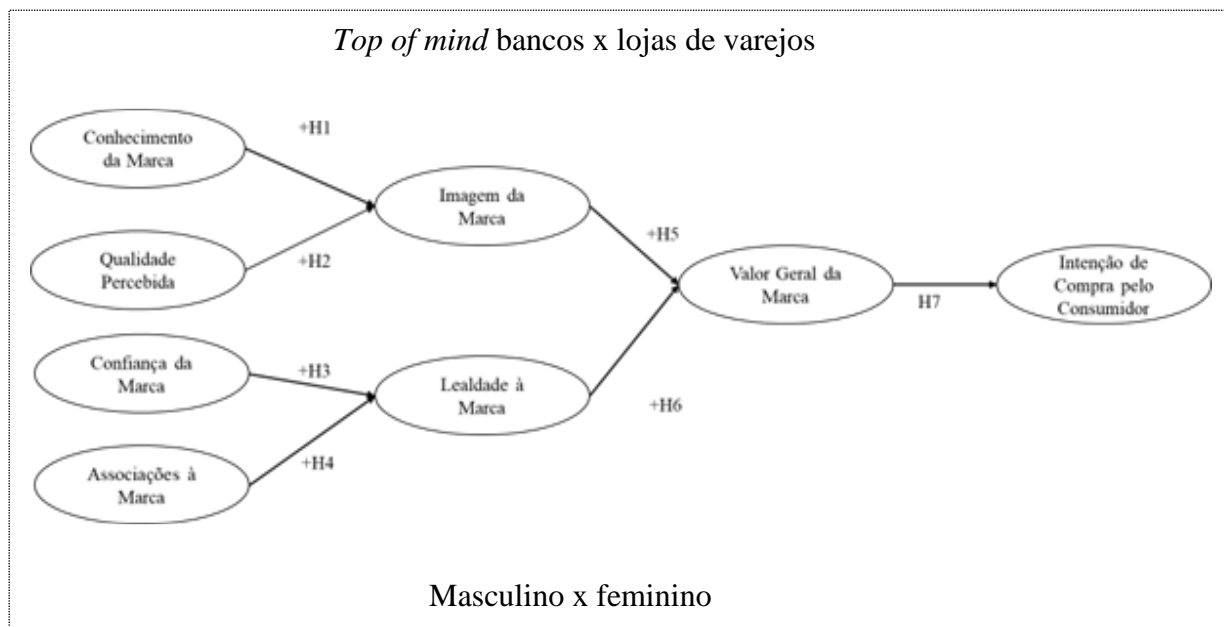 Top of mind bancos x lojas de varejos
Conhecimento
da Marca
+H1
Qualidade
Percebida
+H2
Imagem da
Marca
+H5
Confiança da
Marca
+H3
Associações à
Marca
+H4
Lealdade à
Marca
+H6
Valor Geral da
Marca
H7
Intenção de
Compra pelo
Consumidor
Masculino x feminino